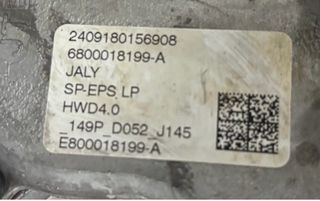 2409180156908
6800018199-A
JALY
SP-EPS LP
HWD4.0
_149P_D052_J145
E800018199-A